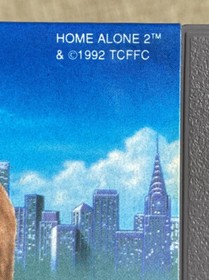 HOME ALONE 2™
& ©1992 TCFFC